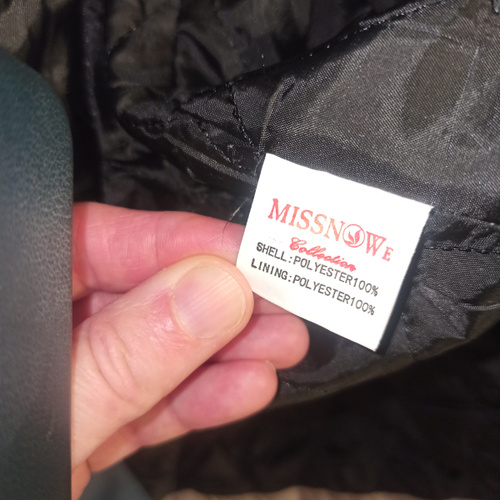 MISSNOWE
Collection
SHELL:POLYESTER100%
LINING:POLYESTER100%